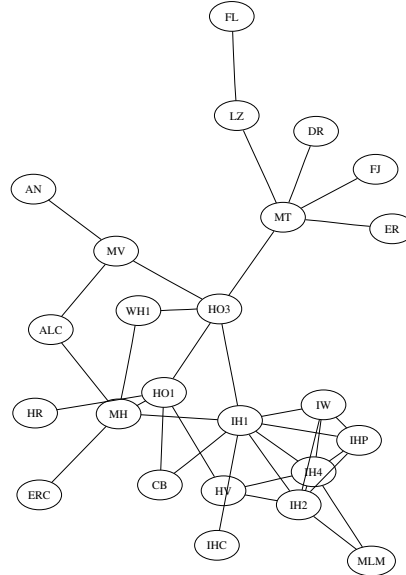 FL
LZ
DR
FJ
AN
MT
ER
MV
WH1
HO3
ALC
HO1
IW
HR
MH
IH1
IHP
IH4
CB
HV
ERC
IH2
IHC
MLM